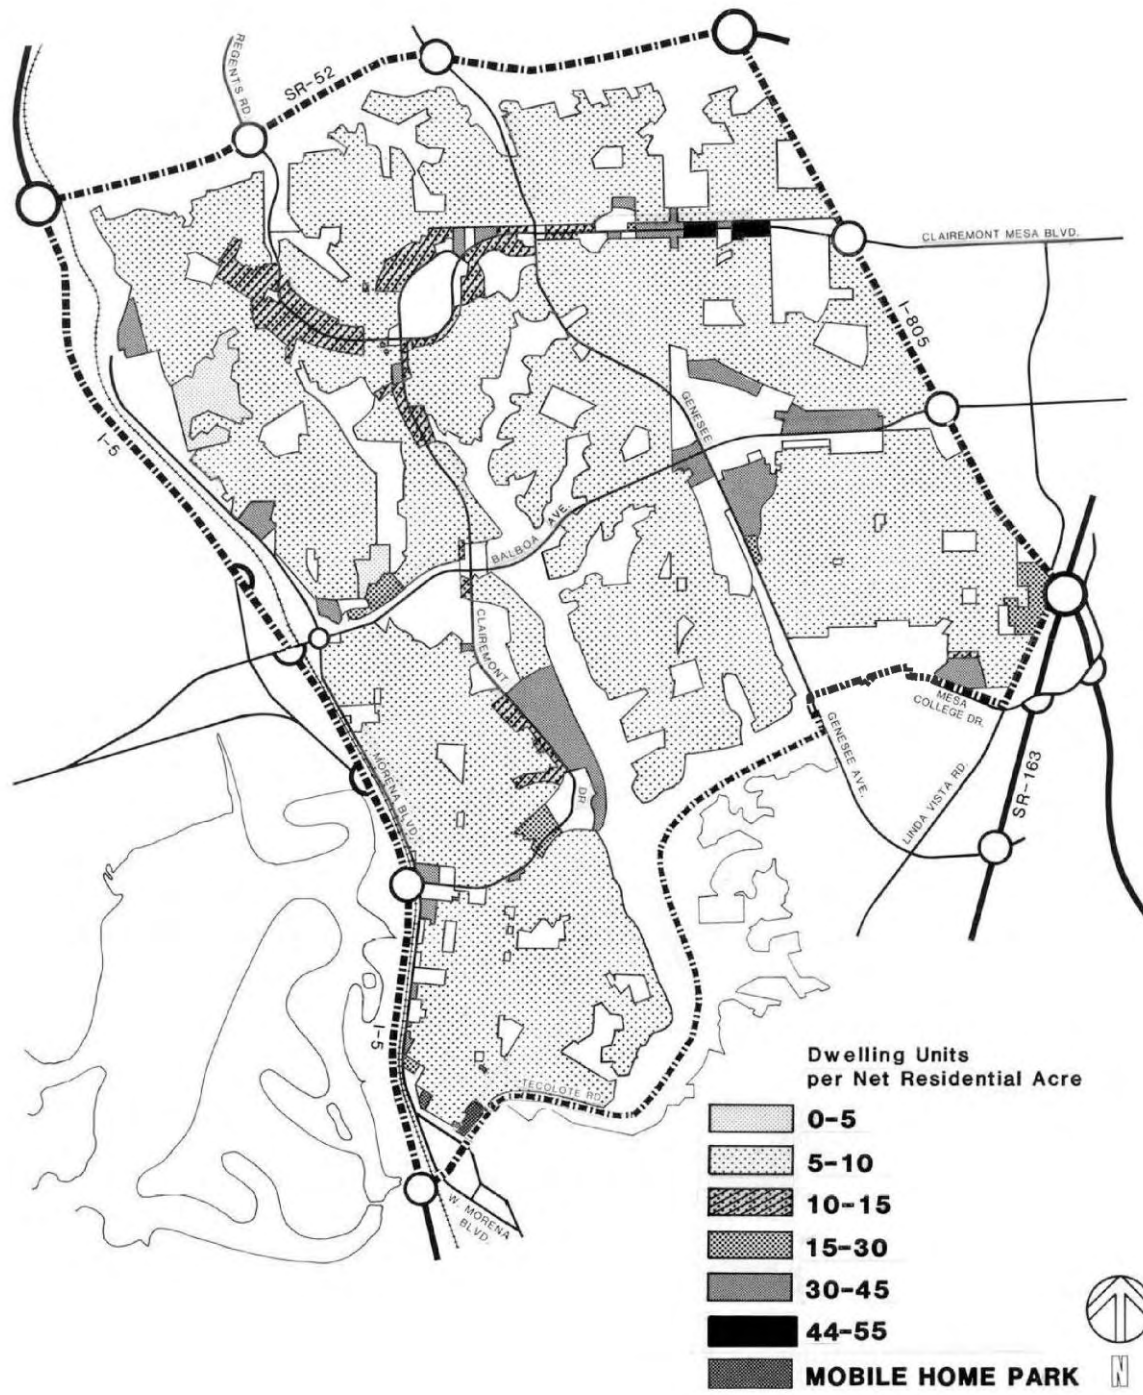 REGENTS RD.
SR-52
CLAIREMONT MESA BLVD.
I-805
I-5
GENESEE
BALBOA AVE.
CLAIREMONT
DR.
MESA
COLLEGE DR.
GENESEE AVE.
LINDA VISTA RD.
SR-163
MORENA BLVD.
I-5
TECOLOTE RD.
W. MORENA
BLVD.
Dwelling Units
per Net Residential Acre
0-5
5-10
10-15
15-30
30-45
44-55
MOBILE HOME PARK
N